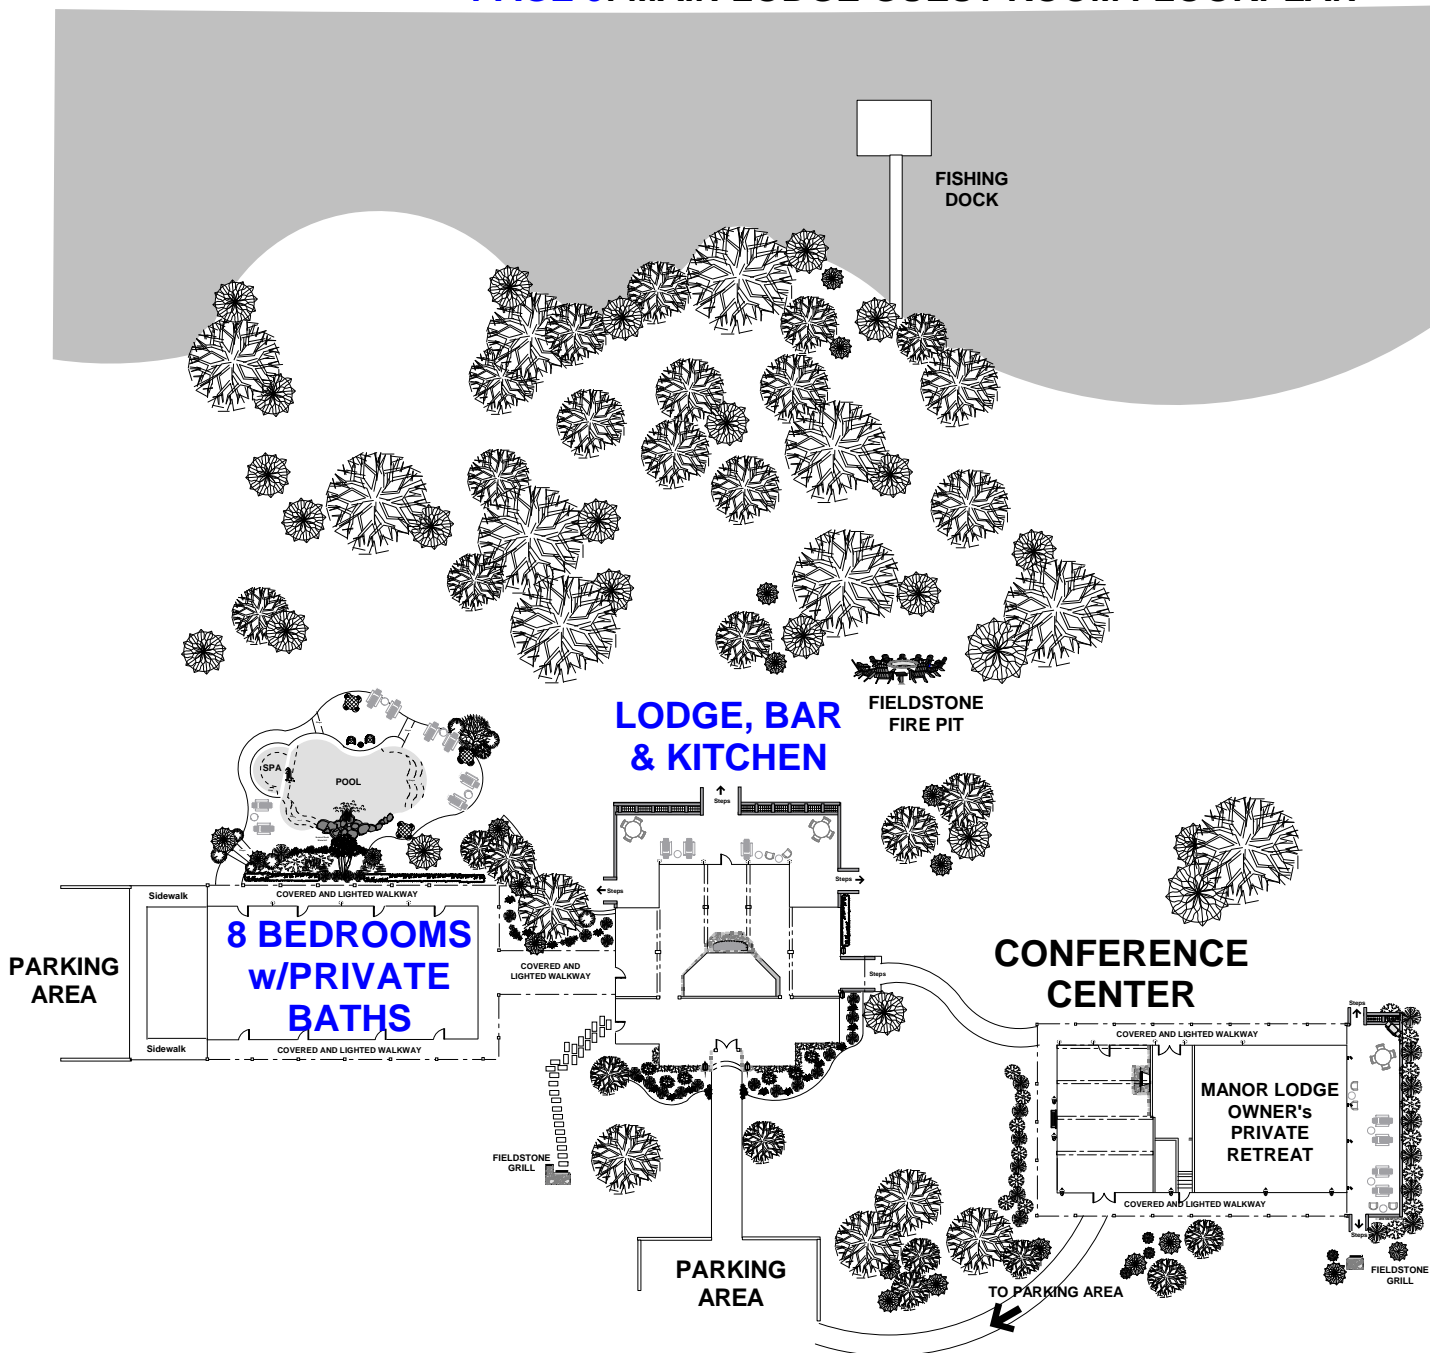 FISHING
DOCK
FIELDSTONE
FIRE PIT
LODGE, BAR
& KITCHEN
SPA
POOL
Steps
Steps
Steps
Sidewalk
COVERED AND LIGHTED WALKWAY
8 BEDROOMS
w/PRIVATE
BATHS
PARKING
AREA
COVERED AND
LIGHTED WALKWAY
Steps
CONFERENCE
CENTER
Steps
Sidewalk
COVERED AND LIGHTED WALKWAY
COVERED AND LIGHTED WALKWAY
MANOR LODGE
OWNER's
PRIVATE
RETREAT
FIELDSTONE
GRILL
COVERED AND LIGHTED WALKWAY
Steps
PARKING
AREA
TO PARKING AREA
FIELDSTONE
GRILL